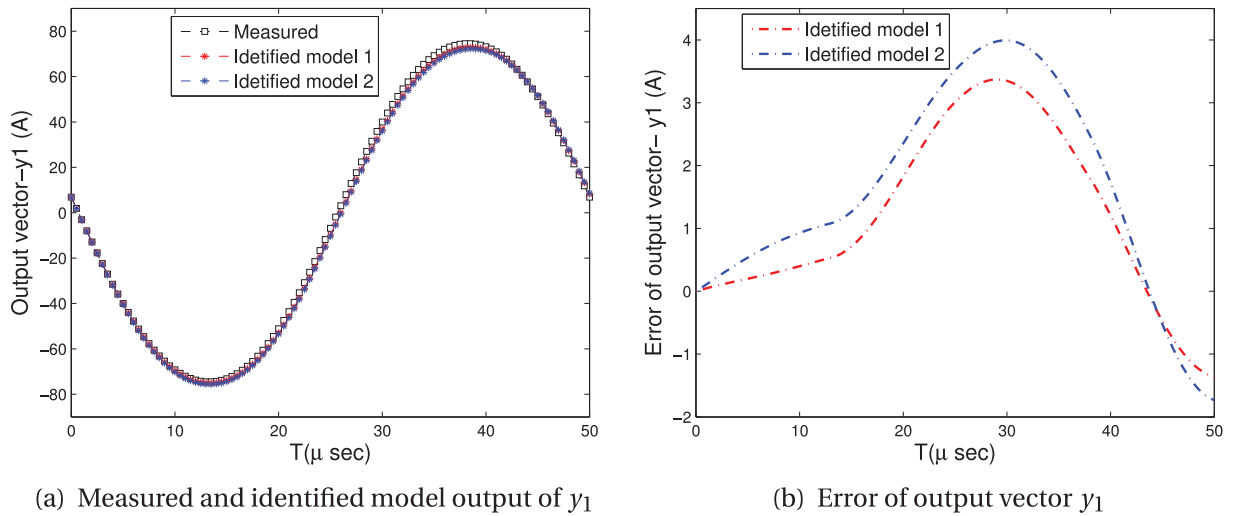 Measured
Idetified model 1
Idetified model 2
Output vector−y1 (A)
80
60
40
20
0
−20
−40
−60
−80
0 10 20 30 40 50
T(μ sec)
(a) Measured and identified model output of y1
Idetified model 1
Idetified model 2
Error of output vector− y1 (A)
4
3
2
1
0
−1
−2
0 10 20 30 40 50
T(μ sec)
(b) Error of output vector y1